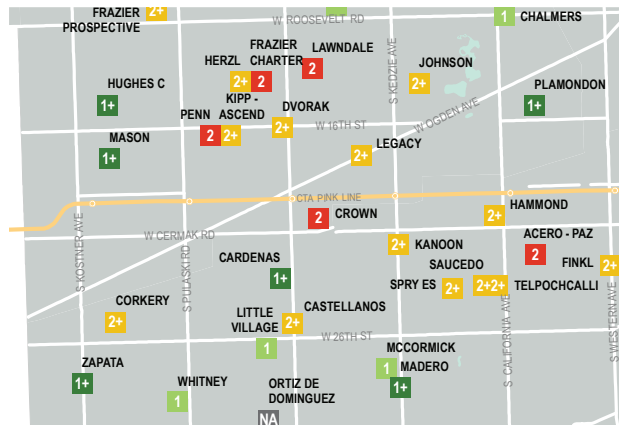 FRAZIER
PROSPECTIVE
2+
W ROOSEVELT RD
1
CHALMERS
HERZL
2+
FRAZIER
CHARTER
2
LAWNDALE
2
S KEDZIE AVE
JOHNSON
2+
HUGHES C
1+
PLAMONDON
1+
PENN
2
KIPP -
ASCEND
2+
DVORAK
2+
W 16TH ST
W OGDEN AVE
MASON
1+
LEGACY
2+
CTA PINK LINE
2
CROWN
HAMMOND
2+
S KOSTNER AVE
W CERMAK RD
S PULASKI RD
2+
KANOON
ACERO - PAZ
2
CARDENAS
1+
SAUCEDO
SPRY ES
2+
2+2+
TELPOCHCALLI
FINKL
2+
CORKERY
2+
LITTLE
VILLAGE
1
CASTELLANOS
2+
W 26TH ST
S CALIFORNIA AVE
S WESTERN AVE
ZAPATA
1+
WHITNEY
1
ORTIZ DE
DOMINGUEZ
NA
MCCORMICK
1
MADERO
1+